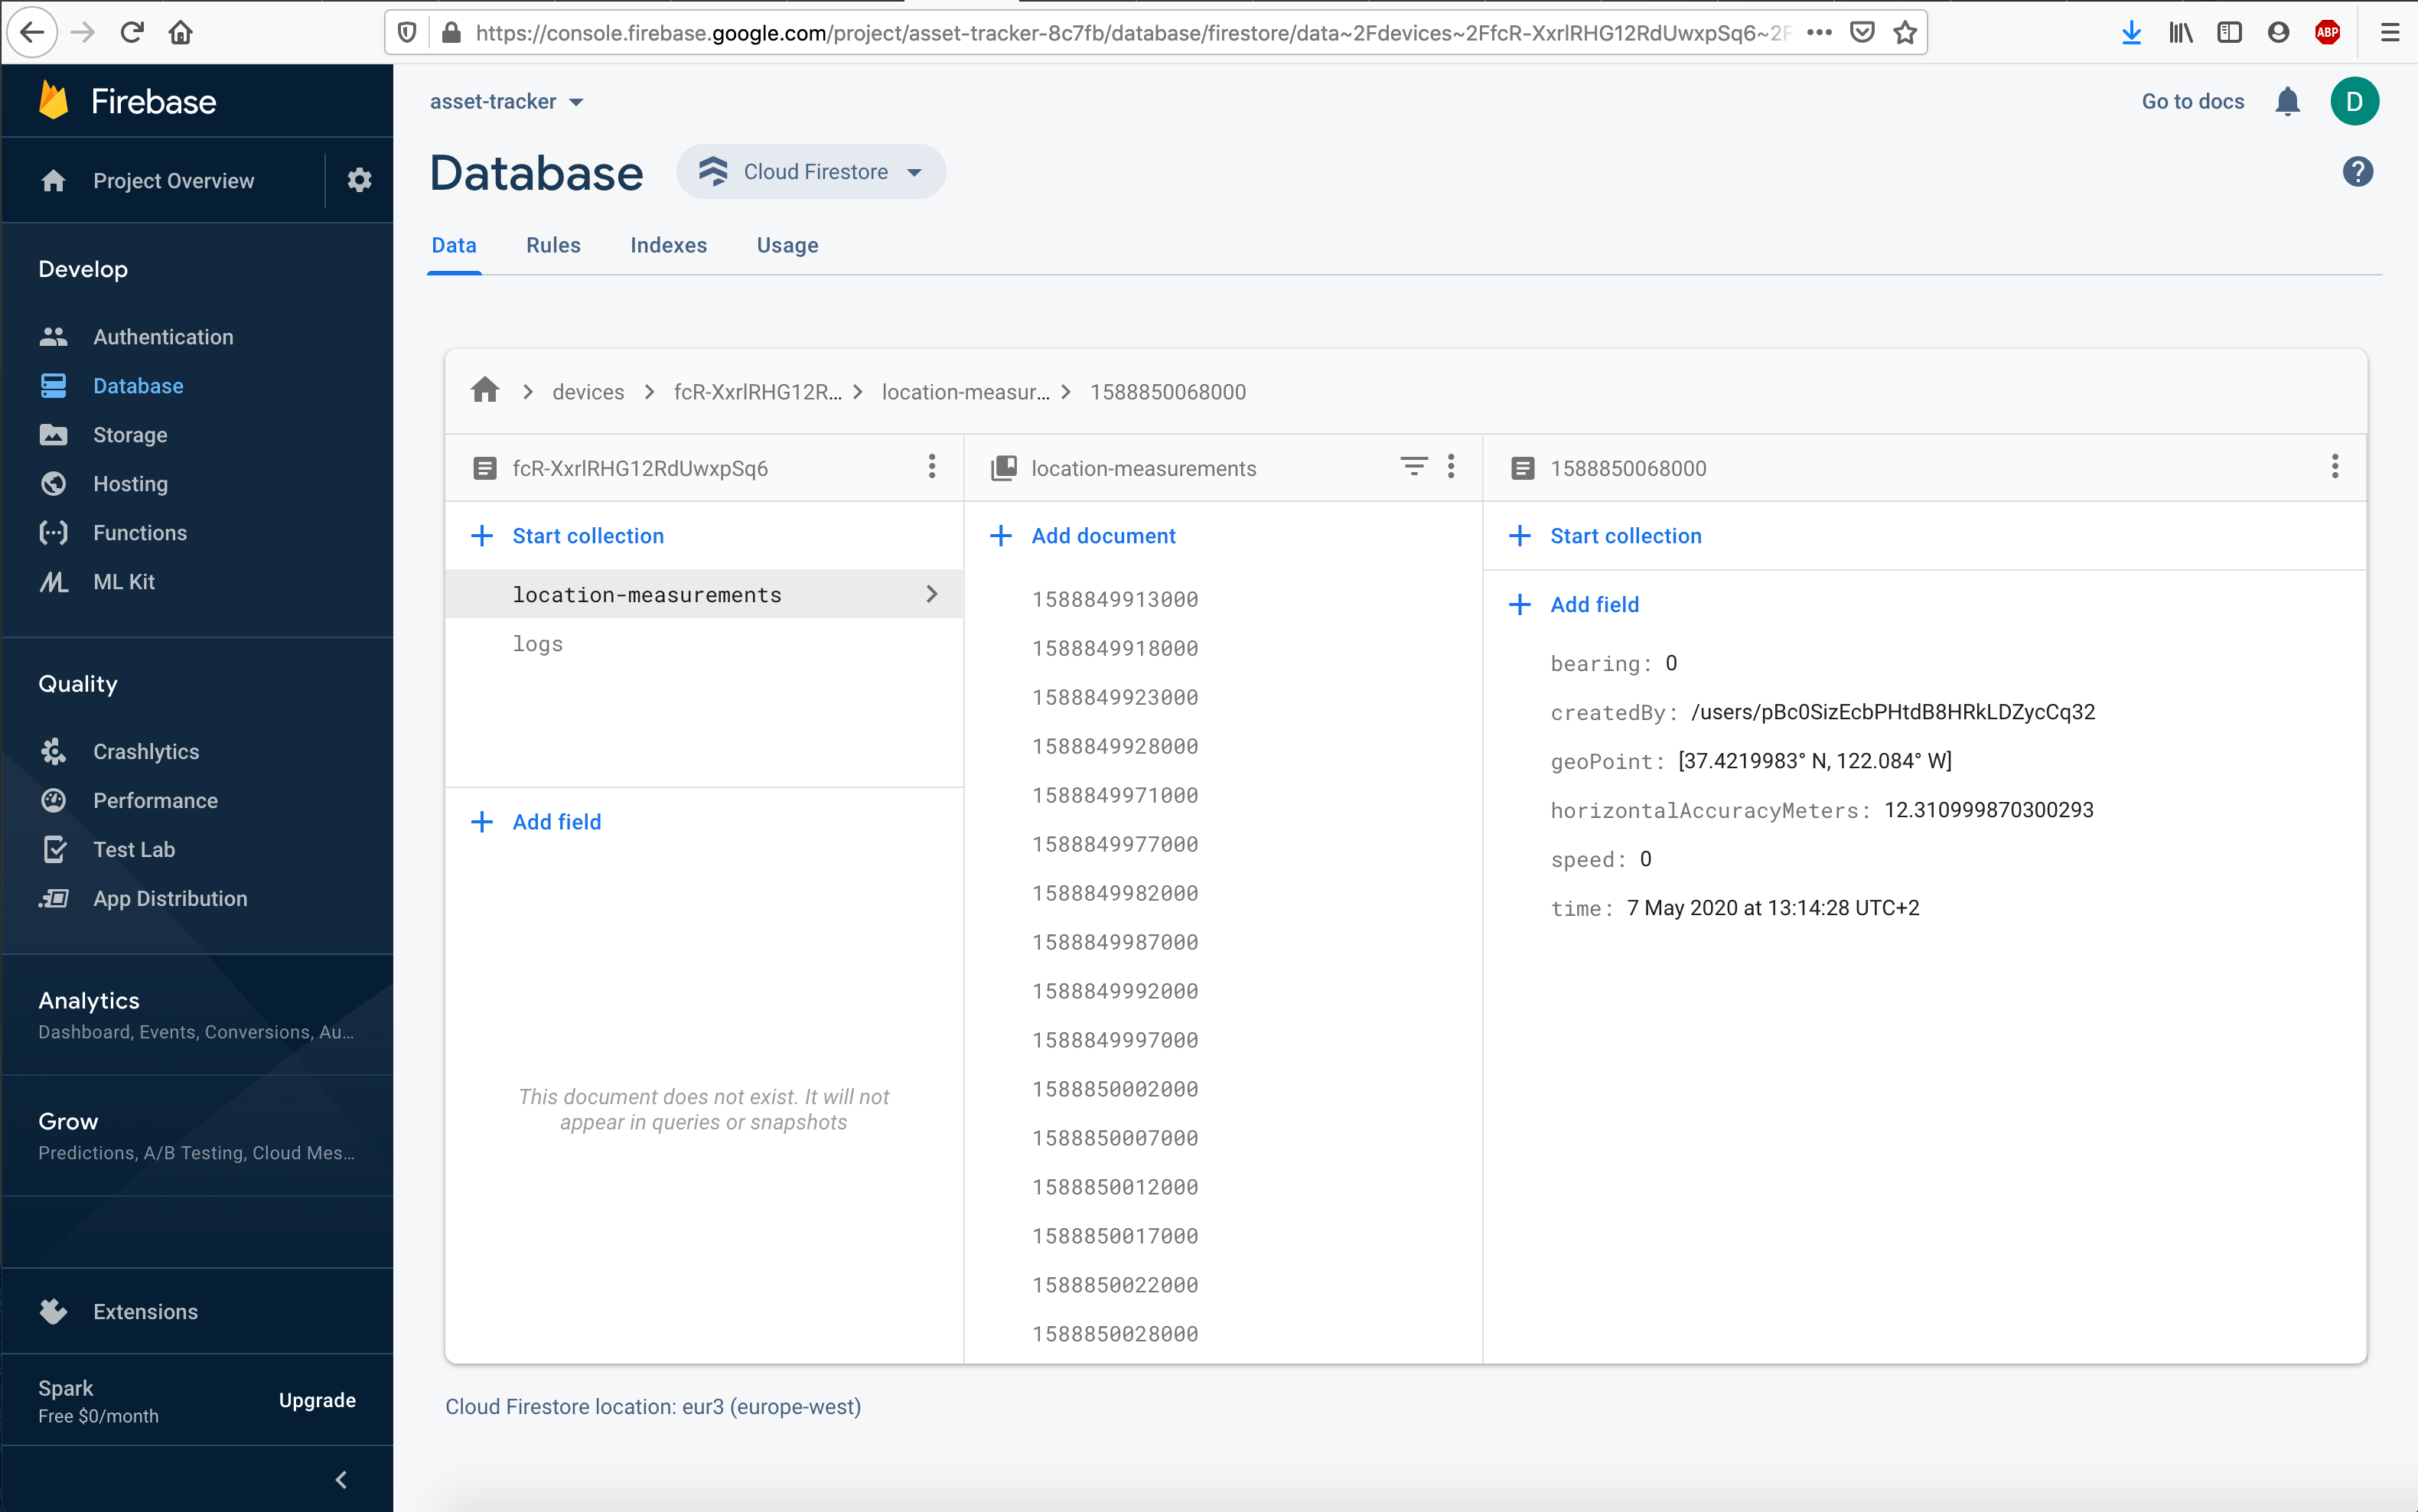 https://console.firebase.google.com/project/asset-tracker-8c7fb/database/firestore/data~2Fdevices~2FfcR-XxrlRHG12RdUwxpSq6~2F
ABP
Firebase
Project Overview
Develop
Authentication
Database
Storage
Hosting
Functions
ML Kit
Quality
Crashlytics
Performance
Test Lab
App Distribution
Analytics
Dashboard, Events, Conversions, Au...
Grow
Predictions, A/B Testing, Cloud Mes...
Extensions
Spark
Free $0/month
Upgrade
asset-tracker
Go to docs
D
Database
Cloud Firestore
?
Data
Rules
Indexes
Usage
devices
fcR-XxrlRHG12R...
location-measur...
1588850068000
fcR-XxrlRHG12RdUwxpSq6
Start collection
location-measurements
logs
Add field
This document does not exist. It will not
appear in queries or snapshots
location-measurements
Add document
1588849913000
1588849918000
1588849923000
1588849928000
1588849971000
1588849977000
1588849982000
1588849987000
1588849992000
1588849997000
1588850002000
1588850007000
1588850012000
1588850017000
1588850022000
1588850028000
1588850068000
Start collection
Add field
bearing: 0
createdBy: /users/pBc0SizEcbPHtdB8HRkLDZycCq32
geoPoint: [37.4219983° N, 122.084° W]
horizontalAccuracyMeters: 12.310999870300293
speed: 0
time: 7 May 2020 at 13:14:28 UTC+2
Cloud Firestore location: eur3 (europe-west)